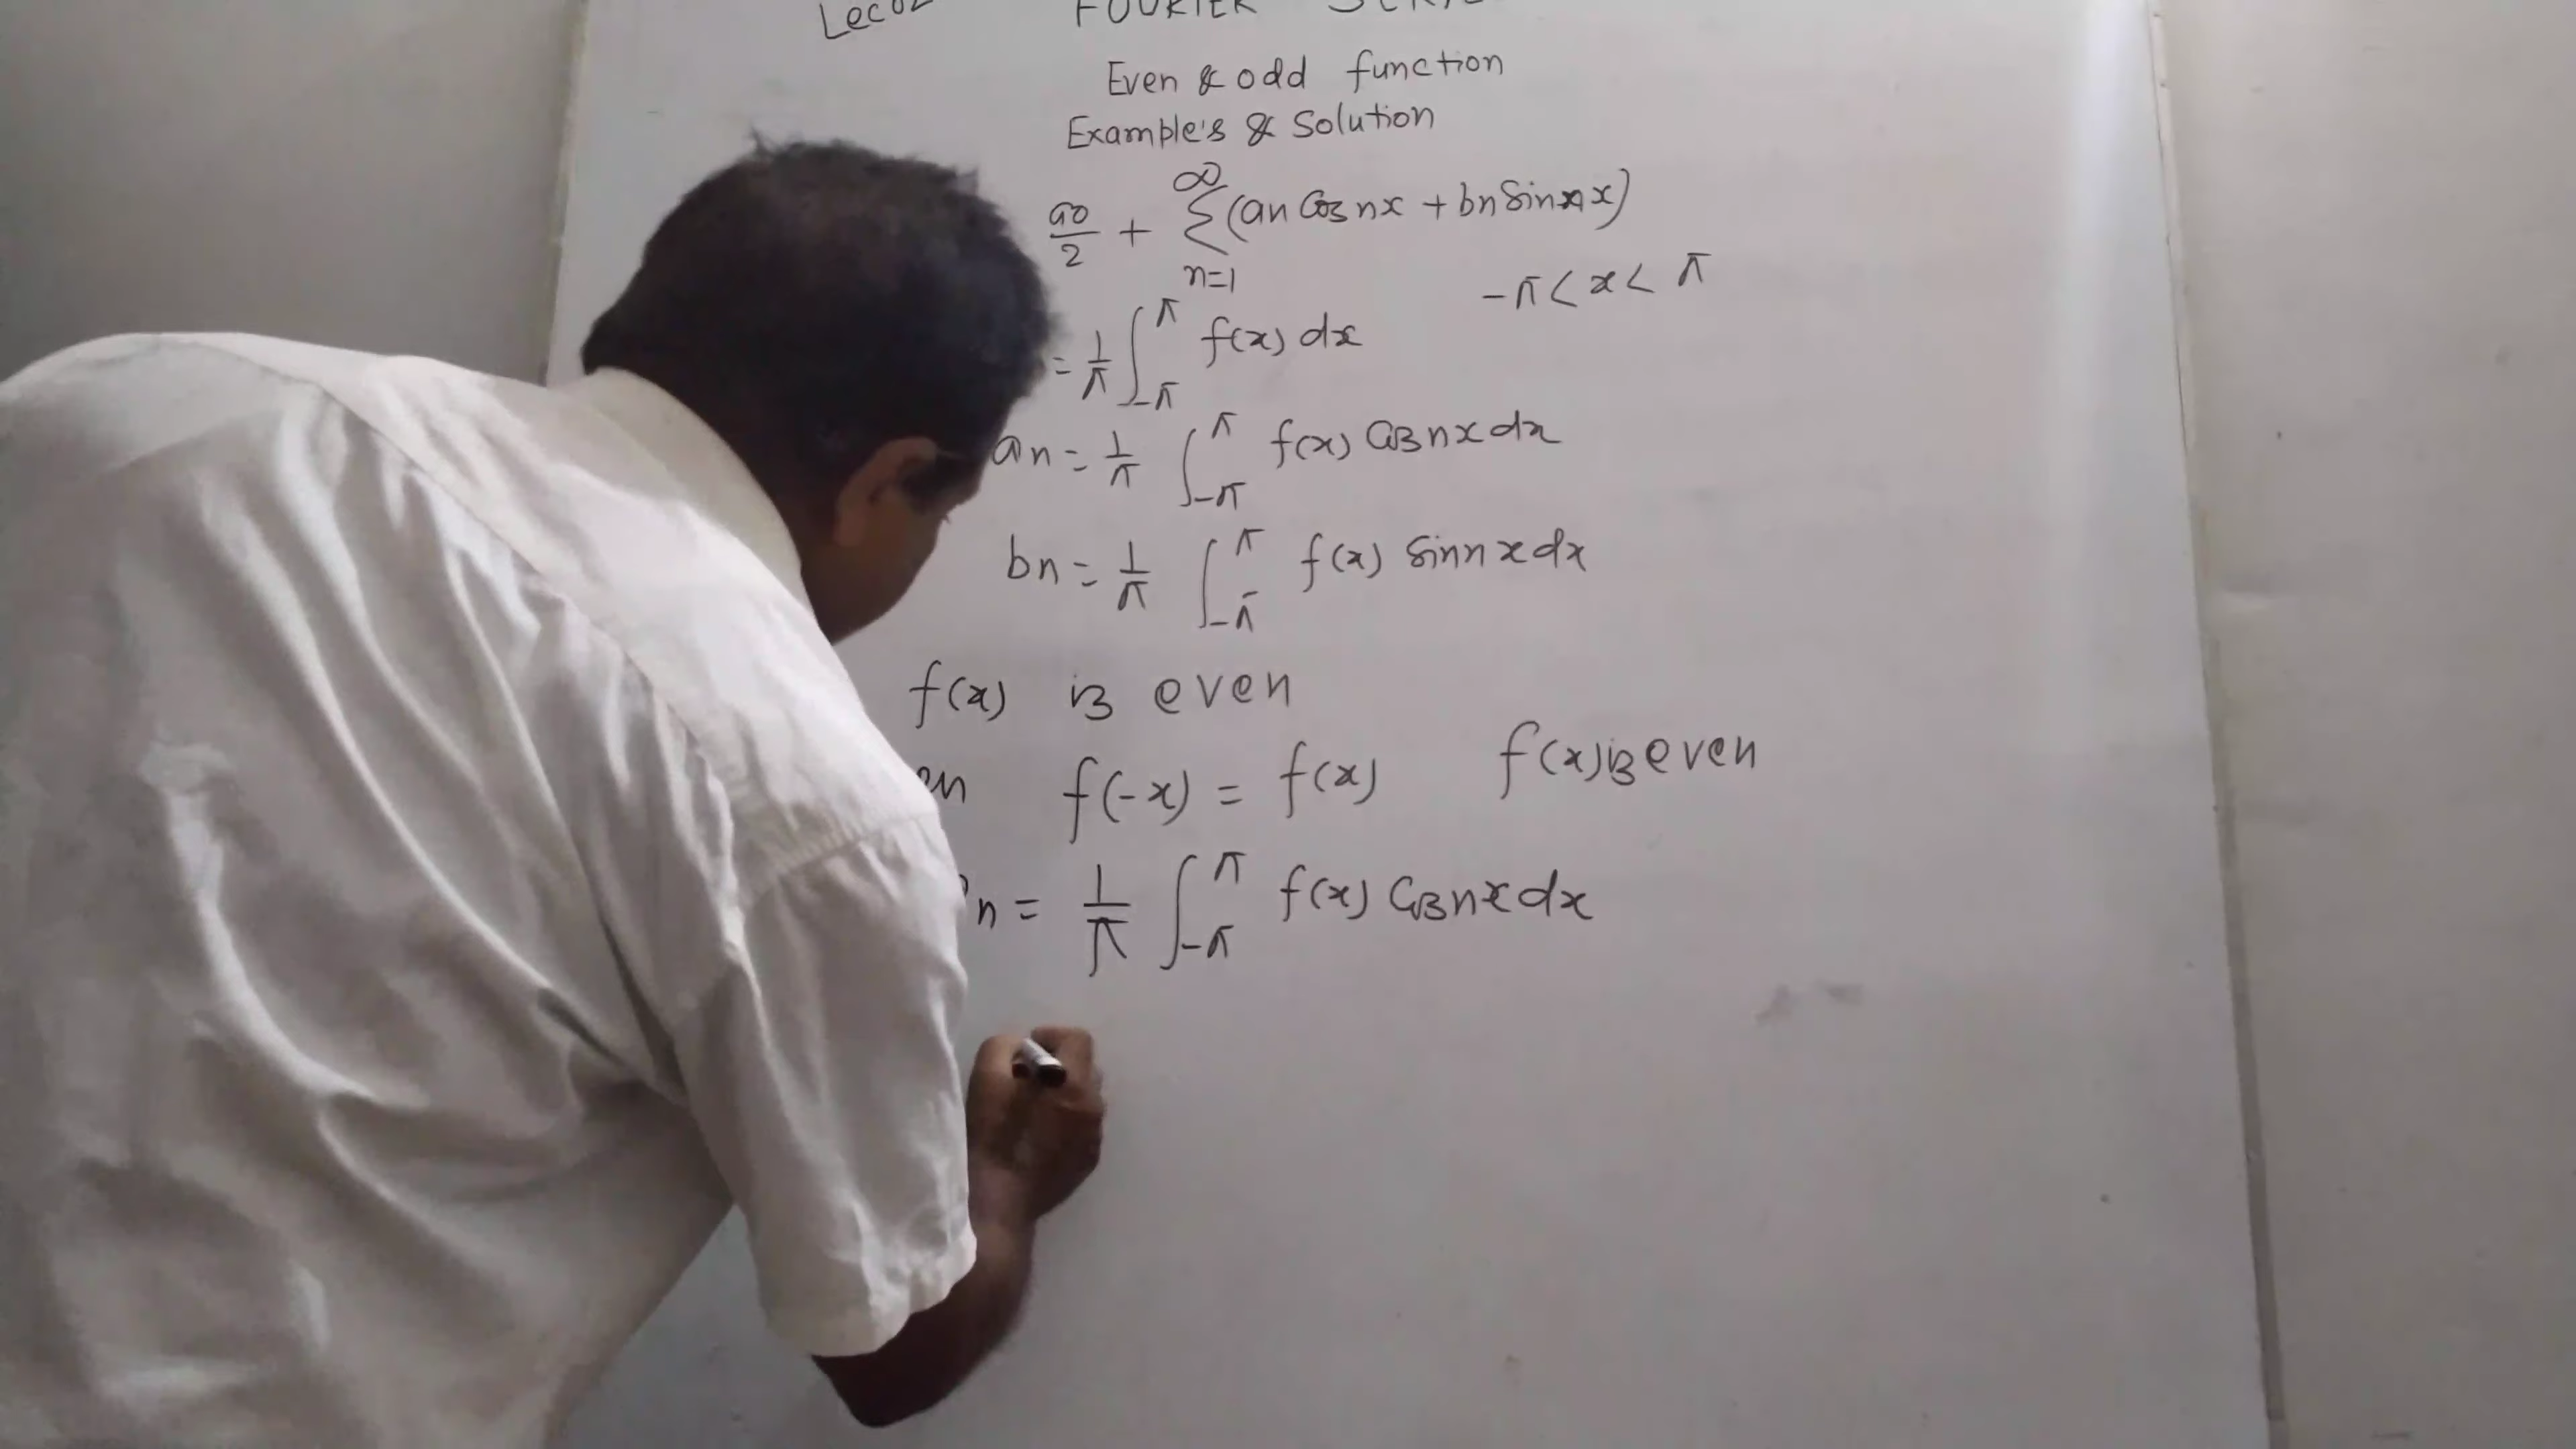 Lec02 FOURIER
Even & odd function
Example's & Solution
a0/2 + ∞ Σ n=1 (an Cos nx + bn Sin nx)
-π < x < π
= 1/π ∫_{-π}^{π} f(x) dx
an = 1/π ∫_{-π}^{π} f(x) Cos nx dx
bn = 1/π ∫_{-π}^{π} f(x) Sin nx dx
f(x) is even
f(-x) = f(x) f(x) is even
n = 1/π ∫_{-π}^{π} f(x) Cos nx dx